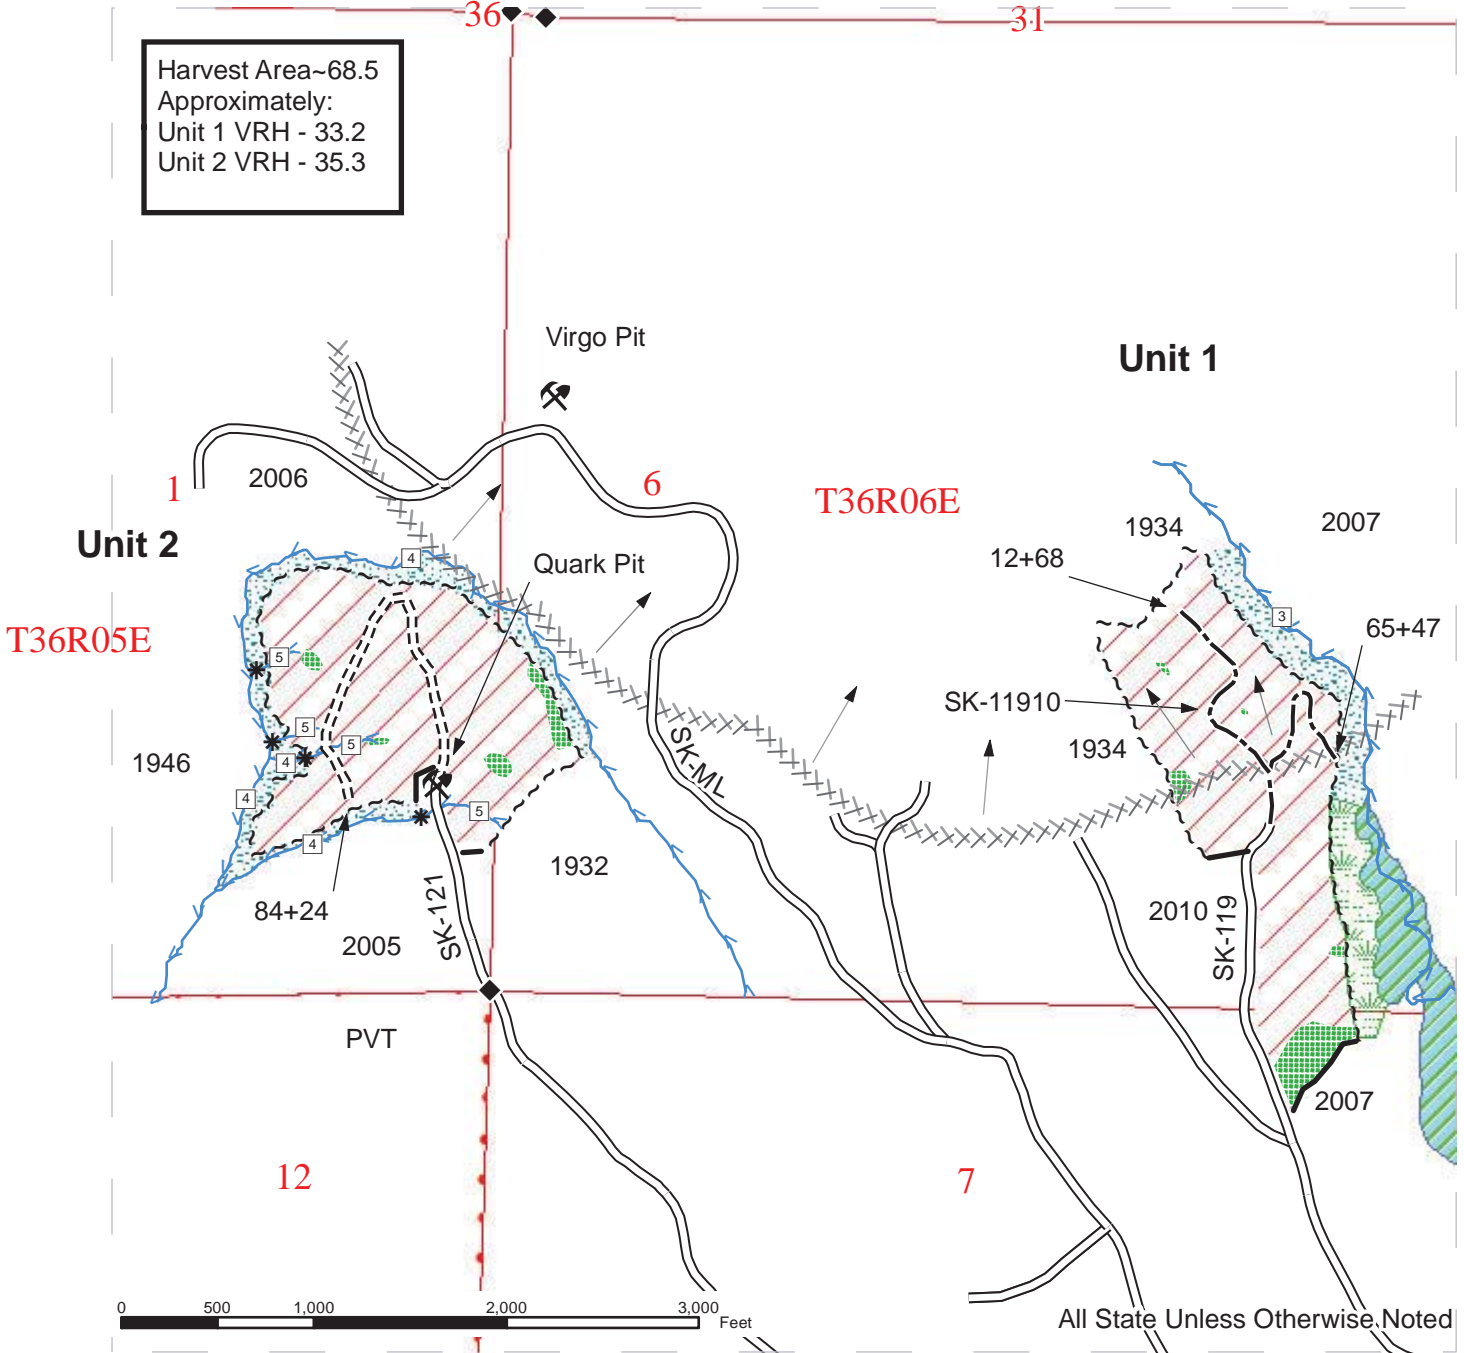 36
31
Harvest Area~68.5
Approximately:
Unit 1 VRH - 33.2
Unit 2 VRH - 35.3
Virgo Pit
Unit 1
1
2006
6
T36R06E
1934
2007
Unit 2
4
Quark Pit
12+68
3
T36R05E
5
65+47
SK-11910
5
5
1946
4
SK-ML
1934
4
5
4
1932
84+24
2005
SK-121
2010
SK-119
PVT
2007
12
7
0 500 1,000 2,000 3,000
Feet
All State Unless Otherwise Noted